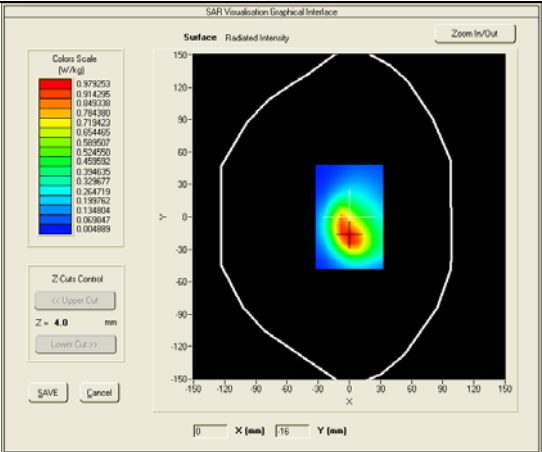 SAR Visualisation Graphical Interface
Surface Radiated Intensity
Zoom In/Out
Colors Scale
(W/kg)
0.979253
0.914295
0.849338
0.784380
0.719423
0.654465
0.589507
0.524550
0.459592
0.394635
0.329677
0.264719
0.199762
0.134804
0.069847
0.004889
Z-Cuts Control
<< Upper Cut
Z = 4.0 mm
Lower Cut >>
SAVE Cancel
150-
120-
90-
60-
30-
0-
-30-
-60-
-90-
-120-
-150-
Y
-150 -120 -90 -60 -30 0 30 60 90 120 150
X
0 X (mm) -16 Y (mm)